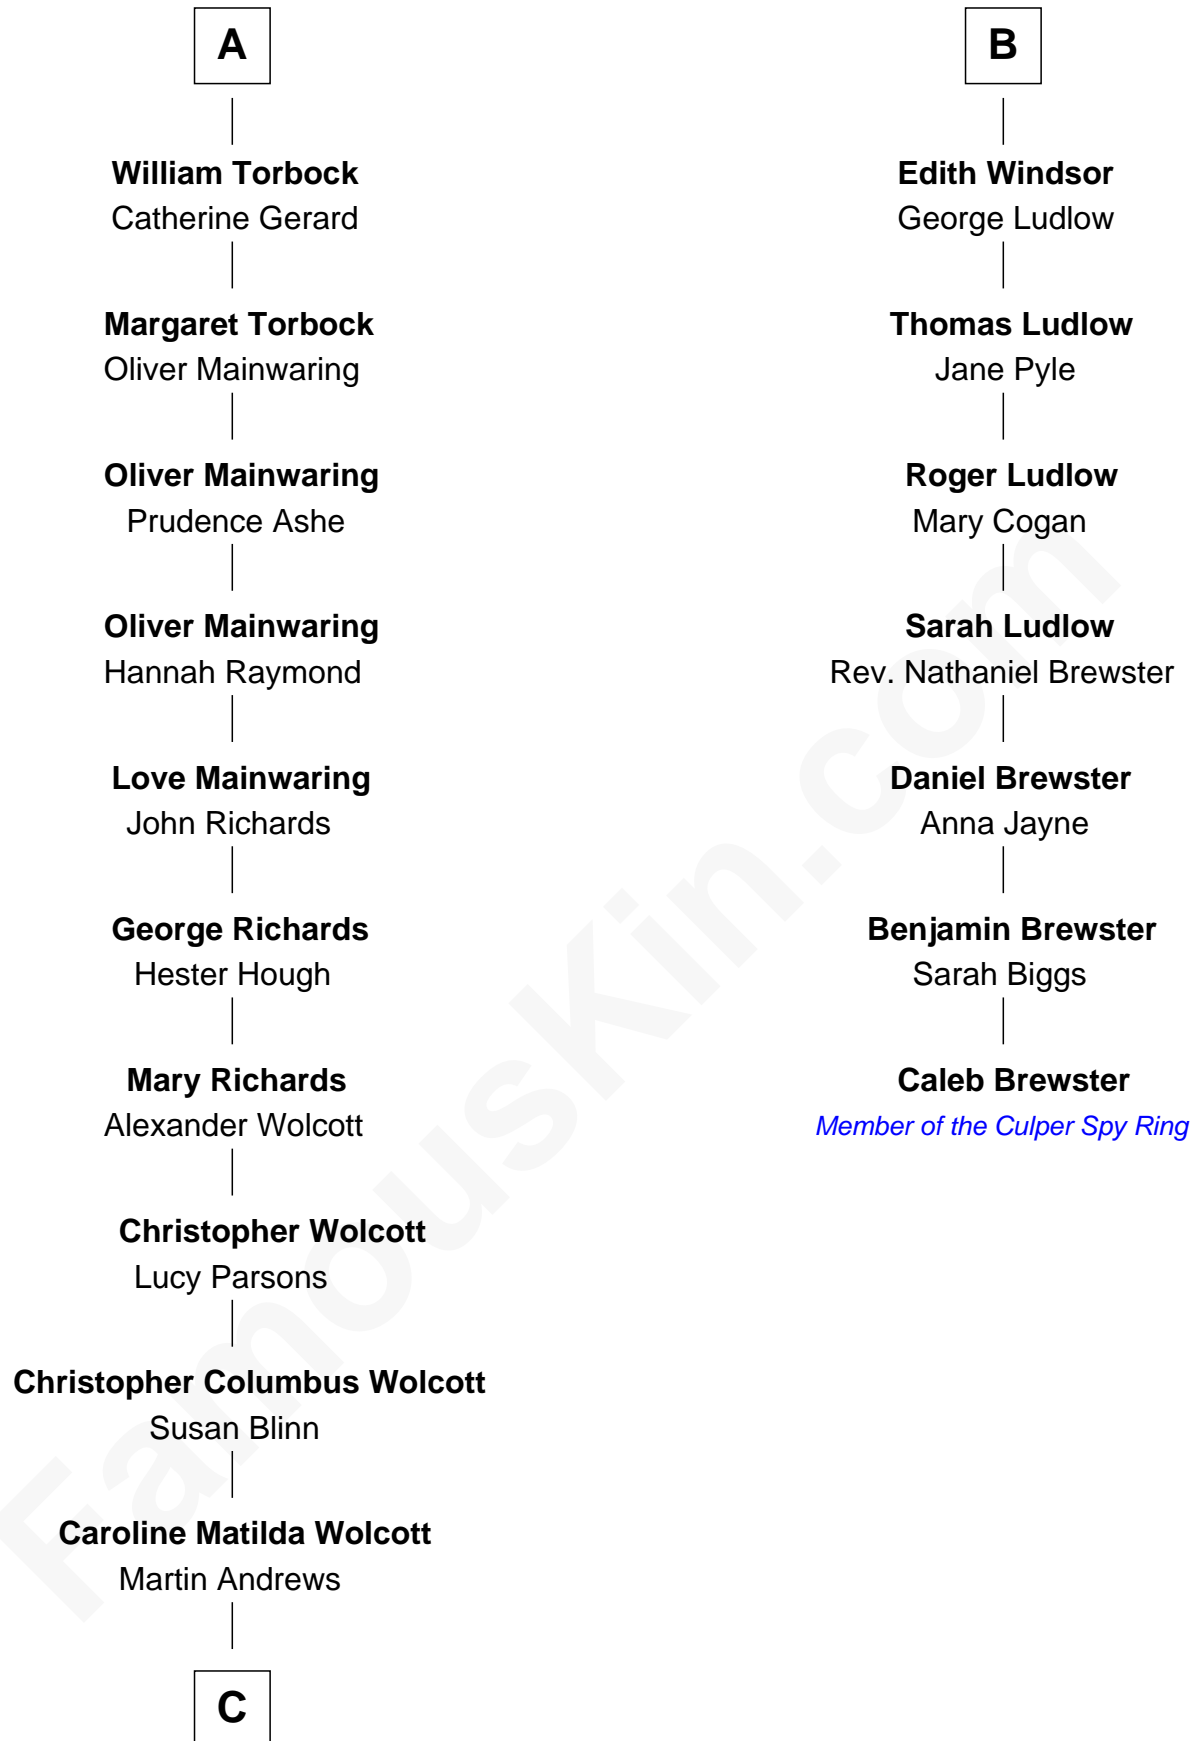 A
William Torbock
Catherine Gerard
Margaret Torbock
Oliver Mainwaring
Oliver Mainwaring
Prudence Ashe
Oliver Mainwaring
Hannah Raymond
Love Mainwaring
John Richards
George Richards
Hester Hough
Mary Richards
Alexander Wolcott
Christopher Wolcott
Lucy Parsons
Christopher Columbus Wolcott
Susan Blinn
Caroline Matilda Wolcott
Martin Andrews
C
B
Edith Windsor
George Ludlow
Thomas Ludlow
Jane Pyle
Roger Ludlow
Mary Cogan
Sarah Ludlow
Rev. Nathaniel Brewster
Daniel Brewster
Anna Jayne
Benjamin Brewster
Sarah Biggs
Caleb Brewster
Member of the Culper Spy Ring
FamousKin.com